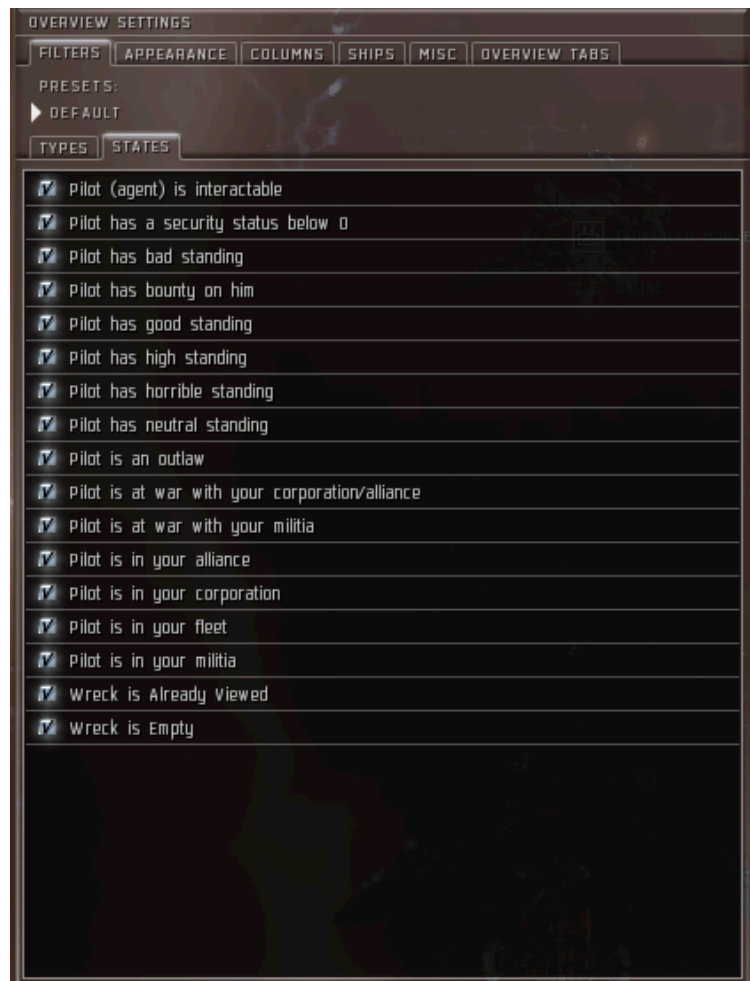 OVERVIEW SETTINGS
FILTERS APPEARANCE COLUMNS SHIPS MISC OVERVIEW TABS
PRESETS:
DEFAULT
TYPES STATES
Pilot (agent) is interactable
Pilot has a security status below 0
Pilot has bad standing
Pilot has bounty on him
Pilot has good standing
Pilot has high standing
Pilot has horrible standing
Pilot has neutral standing
Pilot is an outlaw
Pilot is at war with your corporation/alliance
Pilot is at war with your militia
Pilot is in your alliance
Pilot is in your corporation
Pilot is in your fleet
Pilot is in your militia
Wreck is Already Viewed
Wreck is Empty